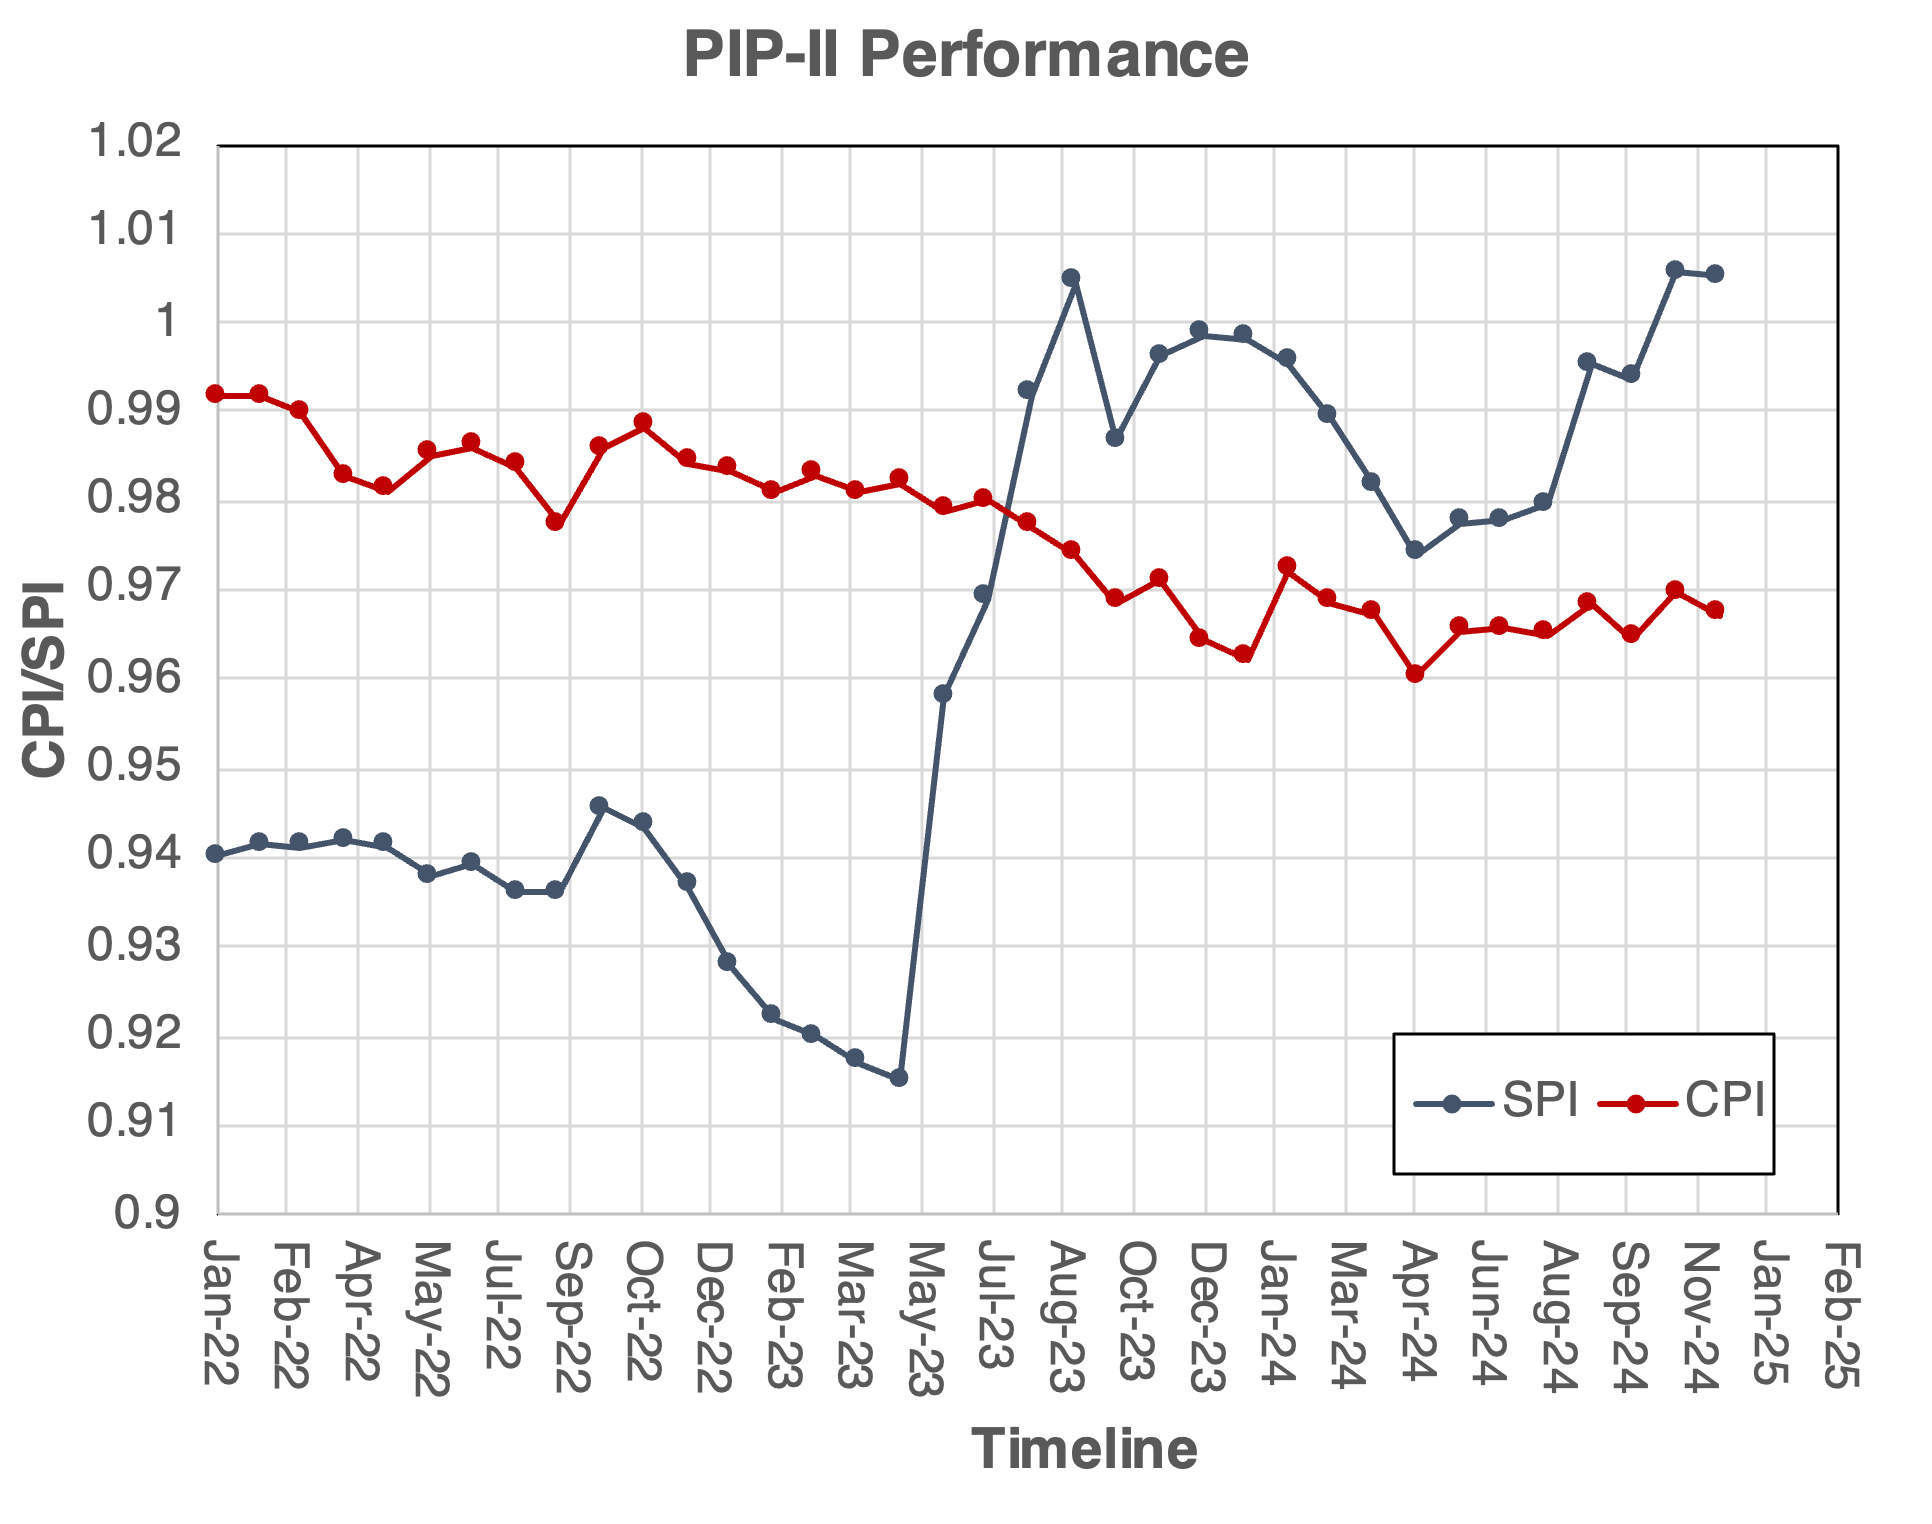 PIP-II Performance
1.02
1.01
1
0.99
0.98
0.97
0.96
0.95
0.94
0.93
0.92
0.91
0.9
CPI/SPI
SPI
CPI
Jan-22
Feb-22
Apr-22
May-22
Jul-22
Sep-22
Oct-22
Dec-22
Feb-23
Mar-23
May-23
Jul-23
Aug-23
Oct-23
Dec-23
Jan-24
Mar-24
Apr-24
Jun-24
Aug-24
Sep-24
Nov-24
Jan-25
Feb-25
Timeline